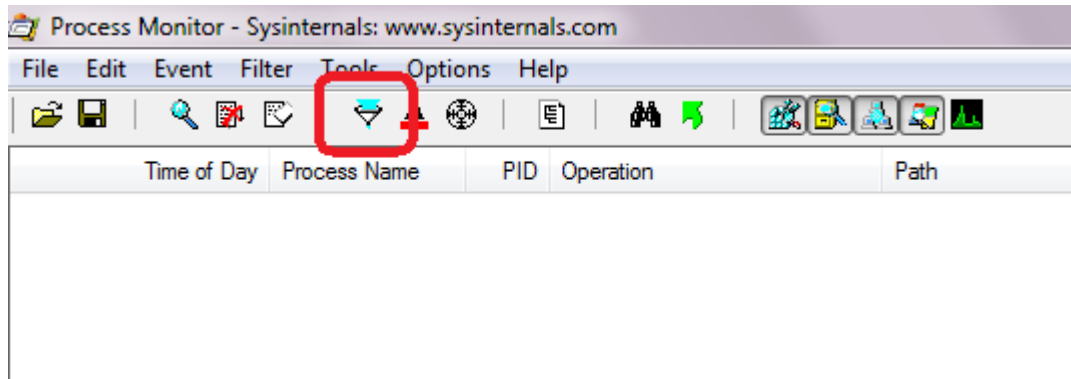 Process Monitor - Sysinternals: www.sysinternals.com
File Edit Event Filter Tools Options Help
Time of Day Process Name PID Operation Path